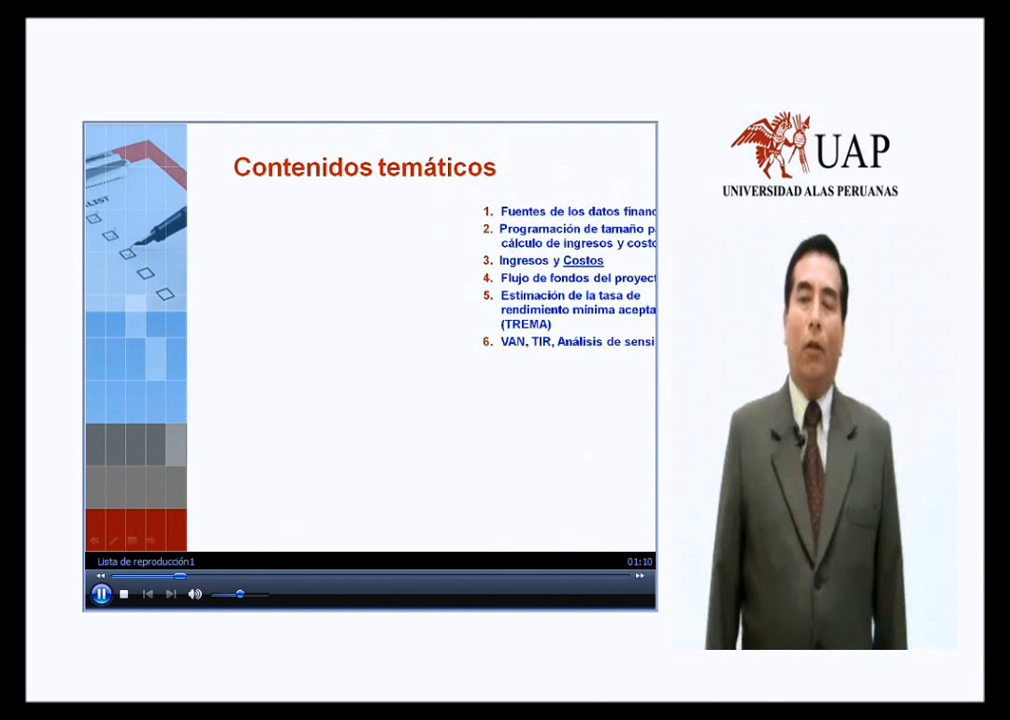 Contenidos temáticos
1. Fuentes de los datos financ
2. Programación de tamaño p
cálculo de ingresos y costo
3. Ingresos y Costos
4. Flujo de fondos del proyect
5. Estimación de la tasa de
rendimiento mínima acepta
(TREMA)
6. VAN, TIR, Análisis de sensi
LIST
Lista de reproducción1
01:10
UAP
UNIVERSIDAD ALAS PERUANAS